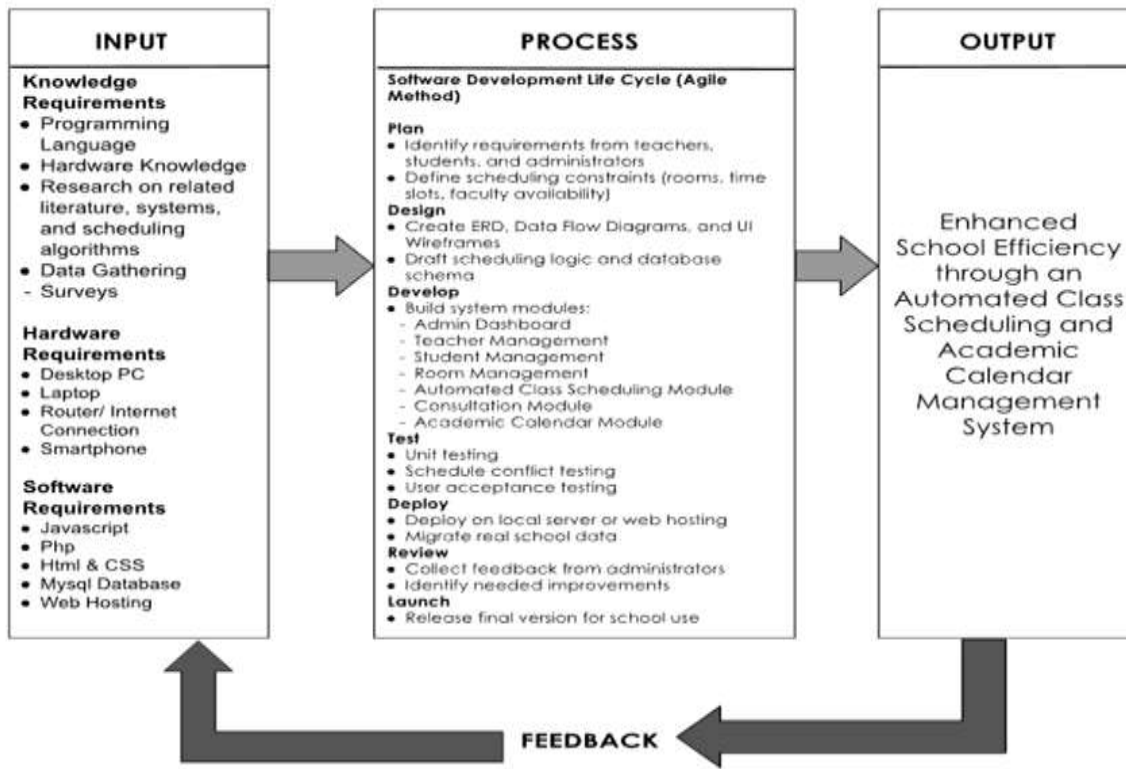 INPUT
Knowledge
Requirements
● Programming
Language
● Hardware Knowledge
● Research on related
literature, systems,
and scheduling
algorithms
● Data Gathering
- Surveys
Hardware
Requirements
● Desktop PC
● Laptop
● Router/ Internet
Connection
● Smartphone
Software
Requirements
● Javascript
● Php
● Html & CSS
● Mysql Database
● Web Hosting
PROCESS
Software Development Life Cycle (Agile
Method)
Plan
● Identify requirements from teachers,
students, and administrators
● Define scheduling constraints (rooms, time
slots, faculty availability)
Design
● Create ERD, Data Flow Diagrams, and UI
Wireframes
● Draft scheduling logic and database
schema
Develop
● Build system modules:
- Admin Dashboard
- Teacher Management
- Student Management
- Room Management
- Automated Class Scheduling Module
- Consultation Module
- Academic Calendar Module
Test
● Unit testing
● Schedule conflict testing
● User acceptance testing
Deploy
● Deploy on local server or web hosting
● Migrate real school data
Review
● Collect feedback from administrators
● Identify needed improvements
Launch
● Release final version for school use
OUTPUT
Enhanced
School Efficiency
through an
Automated Class
Scheduling and
Academic
Calendar
Management
System
FEEDBACK